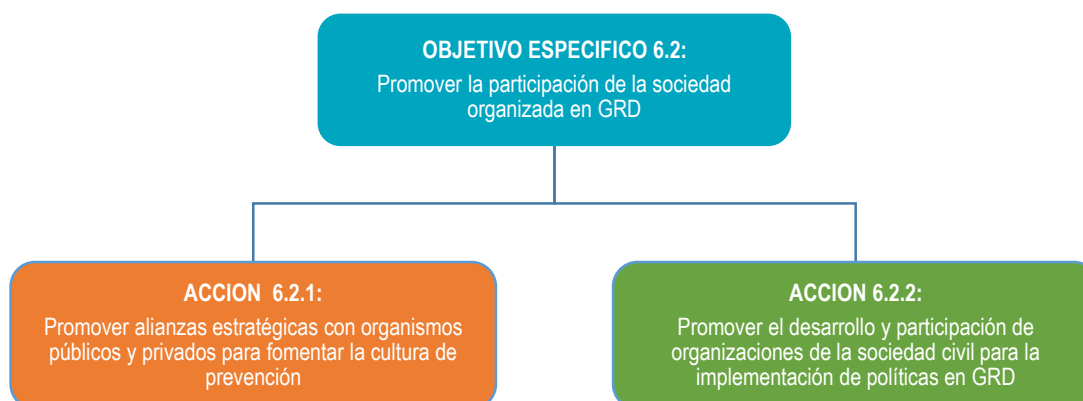 OBJETIVO ESPECIFICO 6.2:
Promover la participación de la sociedad
organizada en GRD
ACCION 6.2.1:
Promover alianzas estratégicas con organismos
públicos y privados para fomentar la cultura de
prevención
ACCION 6.2.2:
Promover el desarrollo y participación de
organizaciones de la sociedad civil para la
implementación de políticas en GRD